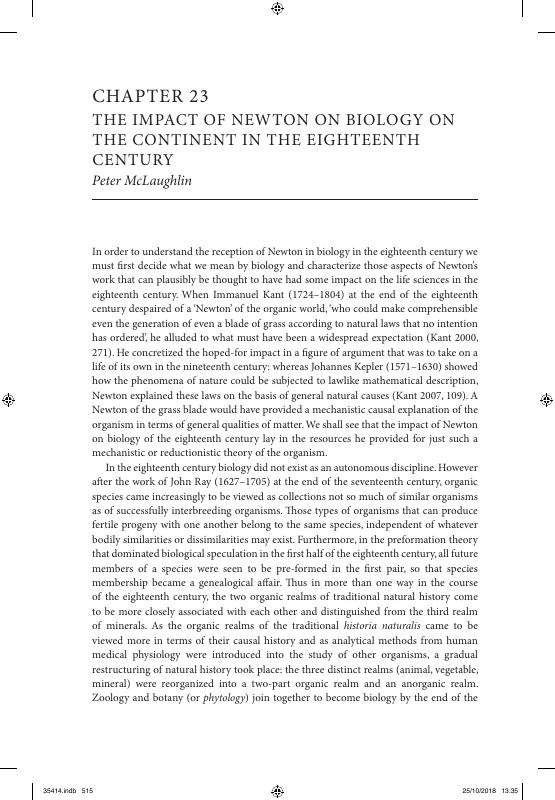 CHAPTER 23
THE IMPACT OF NEWTON ON BIOLOGY ON
THE CONTINENT IN THE EIGHTEENTH
CENTURY
Peter McLaughlin
In order to understand the reception of Newton in biology in the eighteenth century we
must first decide what we mean by biology and characterize those aspects of Newton's
work that can plausibly be thought to have had some impact on the life sciences in the
eighteenth century. When Immanuel Kant (1724–1804) at the end of the eighteenth
century despaired of a 'Newton' of the organic world, 'who could make comprehensible
even the generation of even a blade of grass according to natural laws that no intention
has ordered', he alluded to what must have been a widespread expectation (Kant 2000,
271). He concretized the hoped-for impact in a figure of argument that was to take on a
life of its own in the nineteenth century: whereas Johannes Kepler (1571–1630) showed
how the phenomena of nature could be subjected to lawlike mathematical description,
Newton explained these laws on the basis of general natural causes (Kant 2007, 109). A
Newton of the grass blade would have provided a mechanistic causal explanation of the
organism in terms of general qualities of matter. We shall see that the impact of Newton
on biology of the eighteenth century lay in the resources he provided for just such a
mechanistic or reductionistic theory of the organism.
In the eighteenth century biology did not exist as an autonomous discipline. However
after the work of John Ray (1627–1705) at the end of the seventeenth century, organic
species came increasingly to be viewed as collections not so much of similar organisms
as of successfully interbreeding organisms. Those types of organisms that can produce
fertile progeny with one another belong to the same species, independent of whatever
bodily similarities or dissimilarities may exist. Furthermore, in the preformation theory
that dominated biological speculation in the first half of the eighteenth century, all future
members of a species were seen to be pre-formed in the first pair, so that species
membership became a genealogical affair. Thus in more than one way in the course
of the eighteenth century, the two organic realms of traditional natural history come
to be more closely associated with each other and distinguished from the third realm
of minerals. As the organic realms of the traditional historia naturalis came to be
viewed more in terms of their causal history and as analytical methods from human
medical physiology were introduced into the study of other organisms, a gradual
restructuring of natural history took place: the three distinct realms (animal, vegetable,
mineral) were reorganized into a two-part organic realm and an anorganic realm.
Zoology and botany (or phytology) join together to become biology by the end of the
35414.indb 515
25/10/2018 13:35